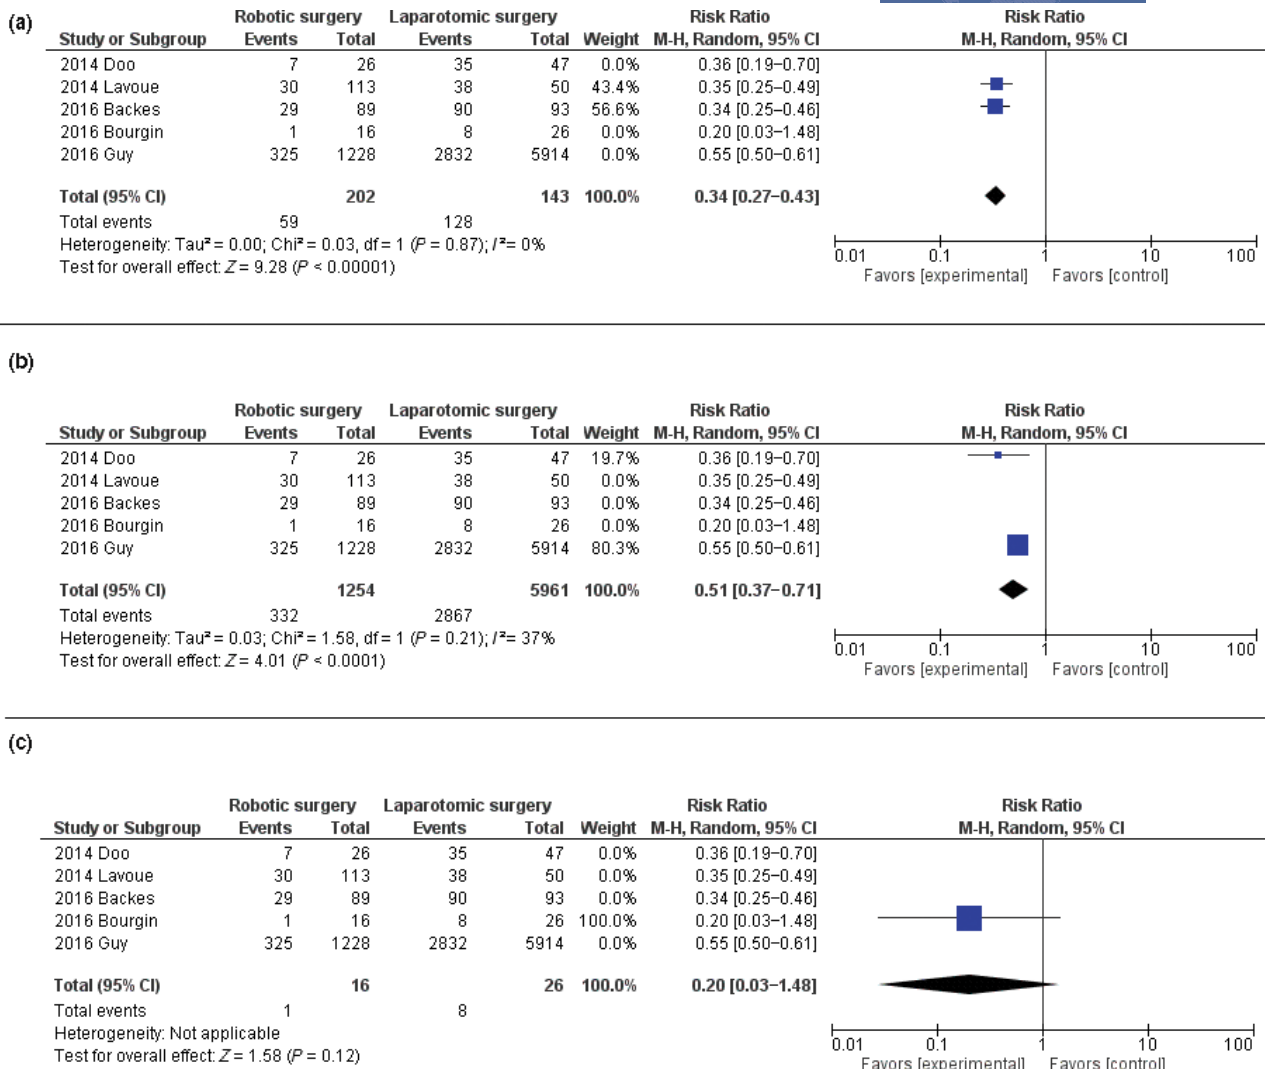 (a)
Robotic surgery Laparotomic surgery Risk Ratio Risk Ratio
Study or Subgroup Events Total Events Total Weight M-H, Random, 95% CI M-H, Random, 95% CI
2014 Doo 7 26 35 47 0.0% 0.36 [0.19–0.70]
2014 Lavoue 30 113 38 50 43.4% 0.35 [0.25–0.49]
2016 Backes 29 89 90 93 56.6% 0.34 [0.25–0.46]
2016 Bourgin 1 16 8 26 0.0% 0.20 [0.03–1.48]
2016 Guy 325 1228 2832 5914 0.0% 0.55 [0.50–0.61]
Total (95% CI) 202 143 100.0% 0.34 [0.27–0.43]
Total events 59 128
Heterogeneity: Tau² = 0.00; Chi² = 0.03, df = 1 (P = 0.87); I² = 0%
Test for overall effect: Z = 9.28 (P < 0.00001)
0.01 0.1 1 10 100
Favors [experimental] Favors [control]
(b)
Robotic surgery Laparotomic surgery Risk Ratio Risk Ratio
Study or Subgroup Events Total Events Total Weight M-H, Random, 95% CI M-H, Random, 95% CI
2014 Doo 7 26 35 47 19.7% 0.36 [0.19–0.70]
2014 Lavoue 30 113 38 50 0.0% 0.35 [0.25–0.49]
2016 Backes 29 89 90 93 0.0% 0.34 [0.25–0.46]
2016 Bourgin 1 16 8 26 0.0% 0.20 [0.03–1.48]
2016 Guy 325 1228 2832 5914 80.3% 0.55 [0.50–0.61]
Total (95% CI) 1254 5961 100.0% 0.51 [0.37–0.71]
Total events 332 2867
Heterogeneity: Tau² = 0.03; Chi² = 1.58, df = 1 (P = 0.21); I² = 37%
Test for overall effect: Z = 4.01 (P < 0.0001)
0.01 0.1 1 10 100
Favors [experimental] Favors [control]
(c)
Robotic surgery Laparotomic surgery Risk Ratio Risk Ratio
Study or Subgroup Events Total Events Total Weight M-H, Random, 95% CI M-H, Random, 95% CI
2014 Doo 7 26 35 47 0.0% 0.36 [0.19–0.70]
2014 Lavoue 30 113 38 50 0.0% 0.35 [0.25–0.49]
2016 Backes 29 89 90 93 0.0% 0.34 [0.25–0.46]
2016 Bourgin 1 16 8 26 100.0% 0.20 [0.03–1.48]
2016 Guy 325 1228 2832 5914 0.0% 0.55 [0.50–0.61]
Total (95% CI) 16 26 100.0% 0.20 [0.03–1.48]
Total events 1 8
Heterogeneity: Not applicable
Test for overall effect: Z = 1.58 (P = 0.12)
0.01 0.1 1 10 100
Favors [experimental] Favors [control]